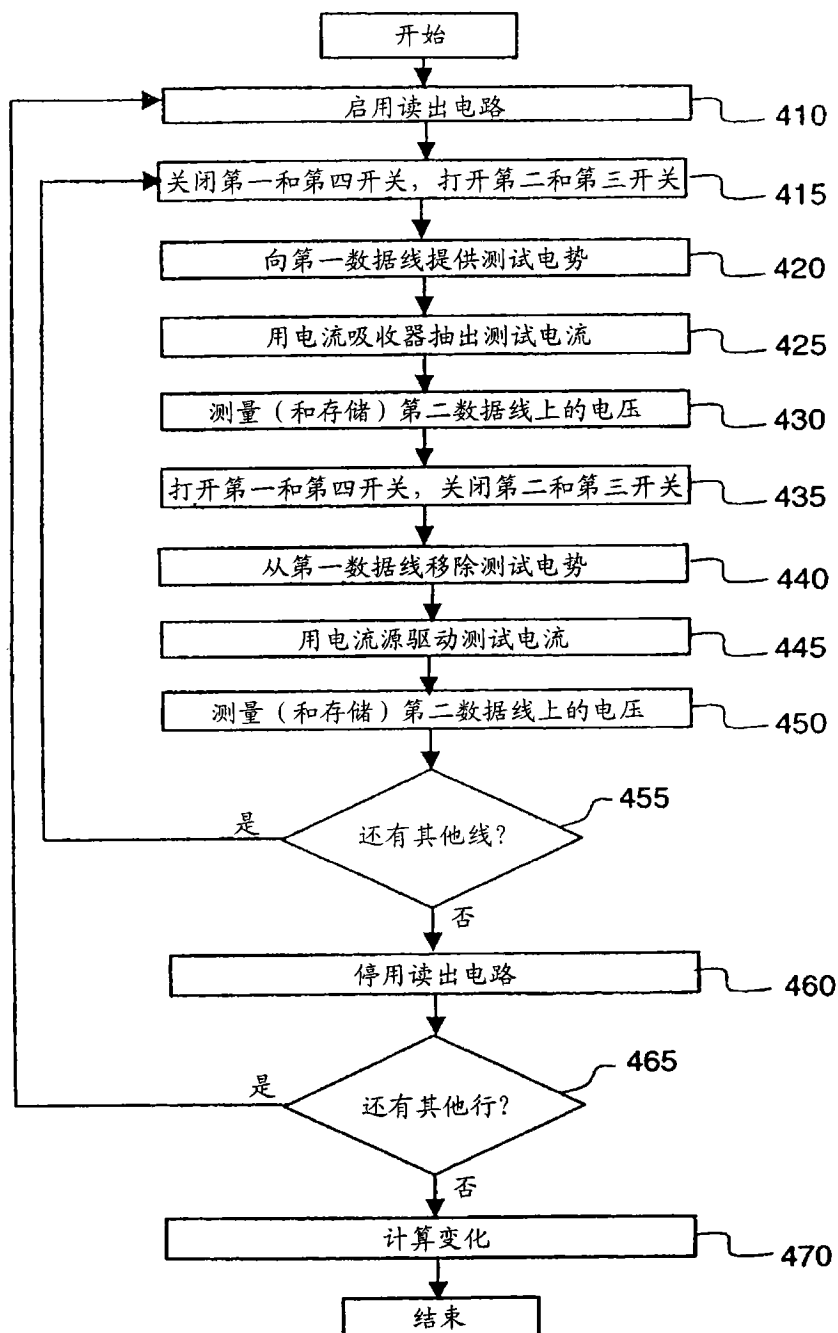 开始
启用读出电路
410
关闭第一和第四开关，打开第二和第三开关
415
向第一数据线提供测试电势
420
用电流吸收器抽出测试电流
425
测量（和存储）第二数据线上的电压
430
打开第一和第四开关，关闭第二和第三开关
435
从第一数据线移除测试电势
440
用电流源驱动测试电流
445
测量（和存储）第二数据线上的电压
450
455
是
还有其他线？
否
停用读出电路
460
465
是
还有其他行？
否
计算变化
470
结束